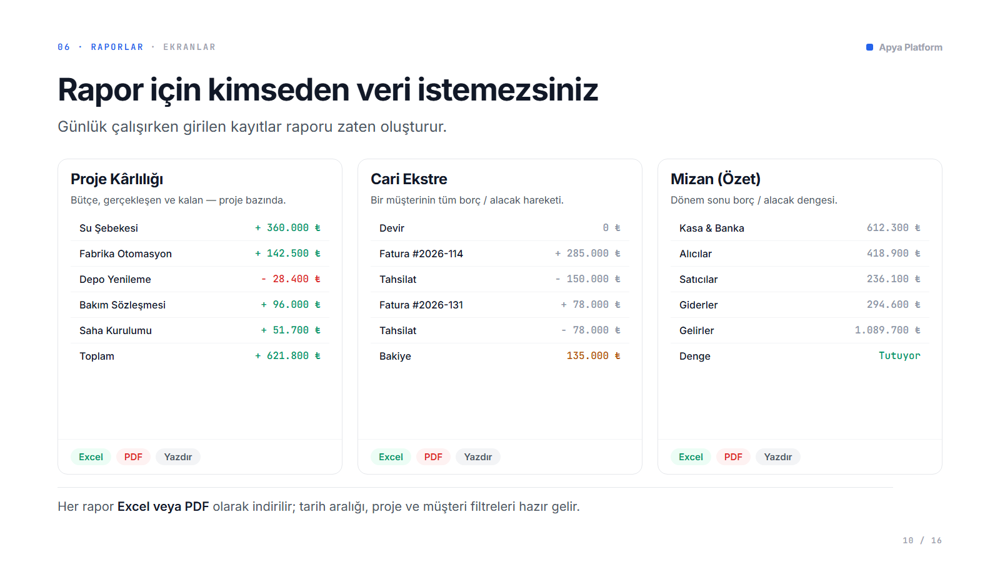 06 · RAPORLAR · EKRANLAR
Apya Platform
Rapor için kimseden veri istemezsiniz
Günlük çalışırken girilen kayıtlar raporu zaten oluşturur.
Proje Kârlılığı
Bütçe, gerçekleşen ve kalan — proje bazında.
Su Şebekesi + 360.000 ₺
Fabrika Otomasyon + 142.500 ₺
Depo Yenileme - 28.400 ₺
Bakım Sözleşmesi + 96.000 ₺
Saha Kurulumu + 51.700 ₺
Toplam + 621.800 ₺
Excel PDF Yazdır
Cari Ekstre
Bir müşterinin tüm borç / alacak hareketi.
Devir 0 ₺
Fatura #2026-114 + 285.000 ₺
Tahsilat - 150.000 ₺
Fatura #2026-131 + 78.000 ₺
Tahsilat - 78.000 ₺
Bakiye 135.000 ₺
Excel PDF Yazdır
Mizan (Özet)
Dönem sonu borç / alacak dengesi.
Kasa & Banka 612.300 ₺
Alıcılar 418.900 ₺
Satıcılar 236.100 ₺
Giderler 294.600 ₺
Gelirler 1.089.700 ₺
Denge Tutuyor
Excel PDF Yazdır
Her rapor Excel veya PDF olarak indirilir; tarih aralığı, proje ve müşteri filtreleri hazır gelir.
10 / 16